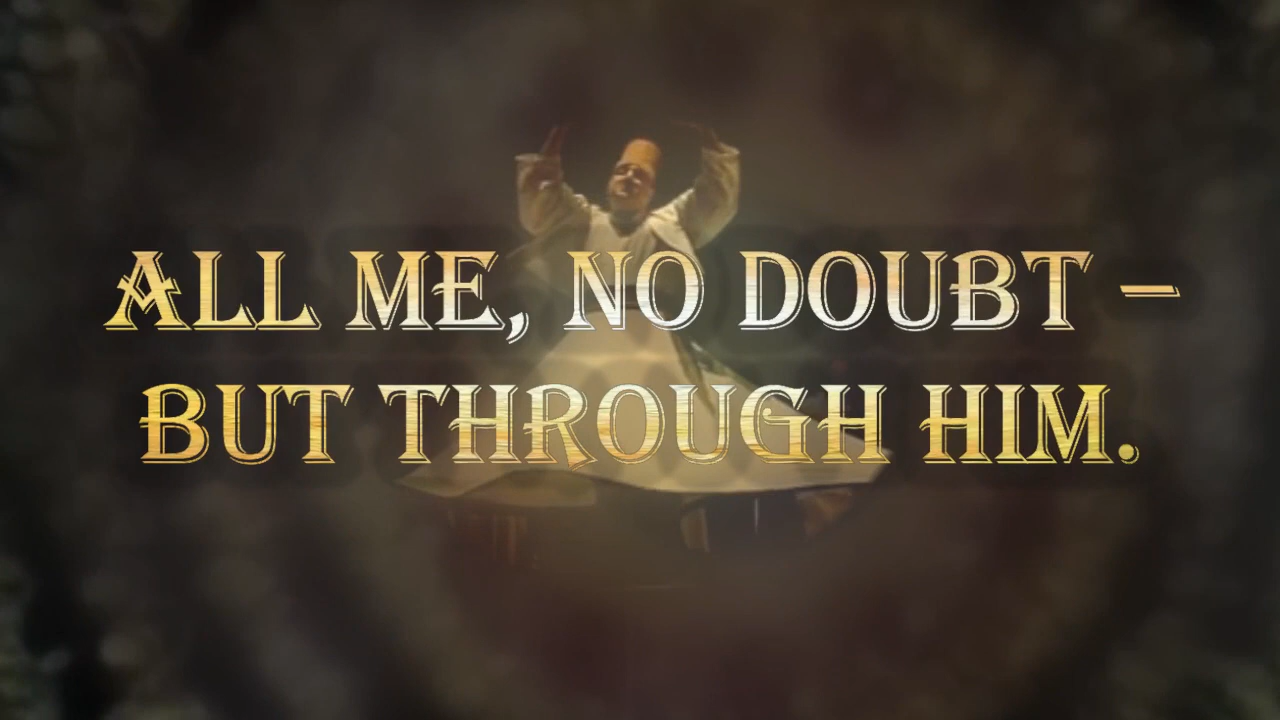 ALL ME, NO DOUBT –
BUT THROUGH HIM.